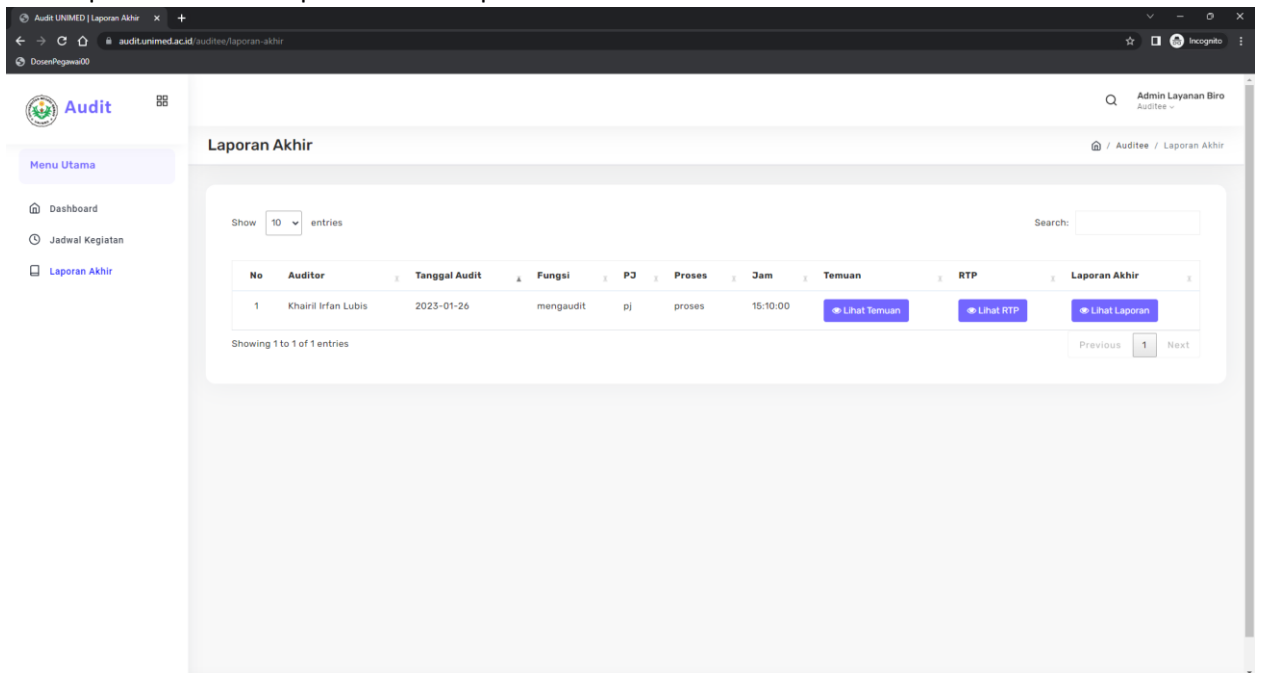 Audit UNIMED | Laporan Akhir
audit.unimed.ac.id/auditee/laporan-akhir
Incognito
DosenPegawai00
Audit
Admin Layanan Biro
Auditee
Laporan Akhir
/ Auditee / Laporan Akhir
Menu Utama
Dashboard
Jadwal Kegiatan
Laporan Akhir
Show 10 entries
Search:
No Auditor Tanggal Audit Fungsi PJ Proses Jam Temuan RTP Laporan Akhir
1 Khairil Irfan Lubis 2023-01-26 mengaudit pj proses 15:10:00 Lihat Temuan Lihat RTP Lihat Laporan
Showing 1 to 1 of 1 entries
Previous 1 Next